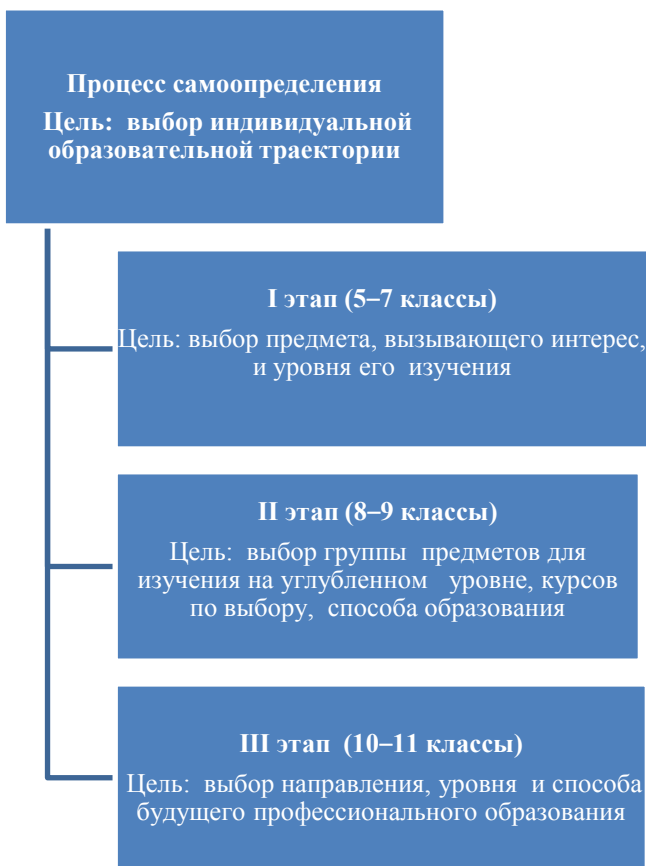 Процесс самоопределения
Цель: выбор индивидуальной
образовательной траектории
I этап (5–7 классы)
Цель: выбор предмета, вызывающего интерес,
и уровня его изучения
II этап (8–9 классы)
Цель: выбор группы предметов для
изучения на углубленном уровне, курсов
по выбору, способа образования
III этап (10–11 классы)
Цель: выбор направления, уровня и способа
будущего профессионального образования